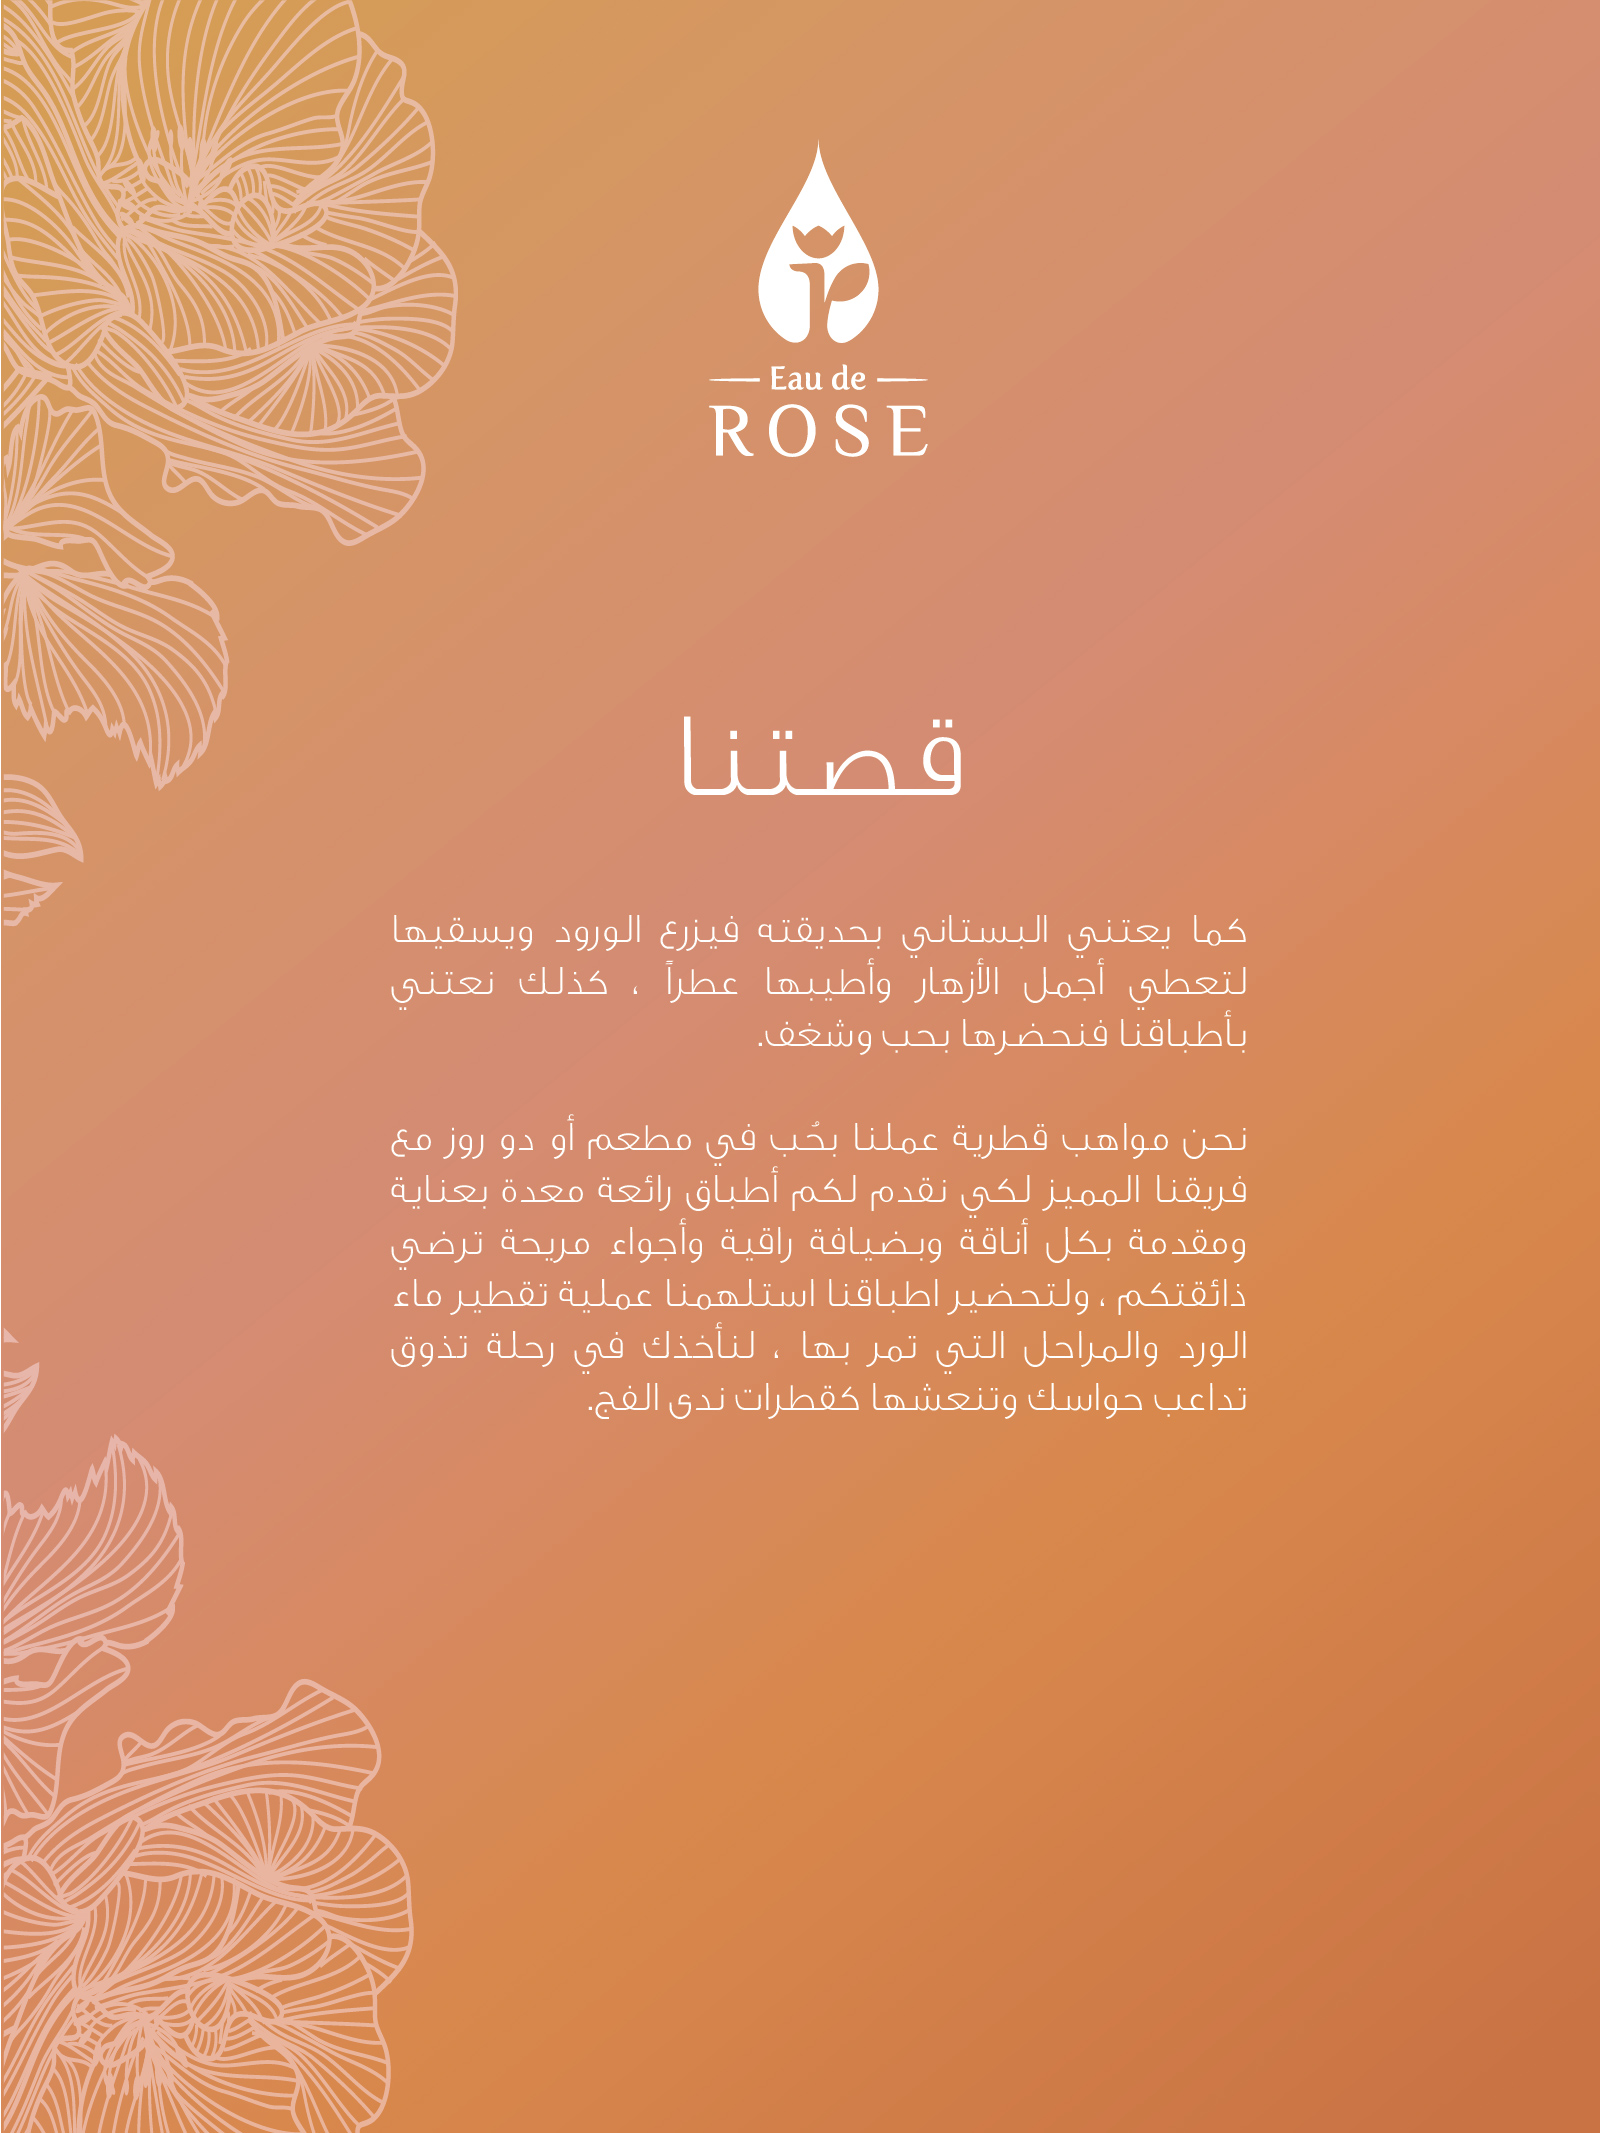 Eau de
ROSE
قصتنا
كما يعتني البستاني بحديقته فيزرع الورود ويسقيها
لتعطي أجمل الأزهار وأطيبها عطراً ، كذلك نعتني
بأطباقنا فنحضرها بحب وشغف.
نحن مواهب قطرية عملنا بحُب في مطعم أو دو روز مع
فريقنا المميز لكي نقدم لكم أطباق رائعة معدة بعناية
ومقدمة بكل أناقة وبضيافة راقية وأجواء مريحة ترضي
ذائقتكم ، ولتحضير اطباقنا استلهمنا عملية تقطير ماء
الورد والمراحل التي تمر بها ، لنأخذك في رحلة تذوق
تداعب حواسك وتنعشها كقطرات ندى الفج.